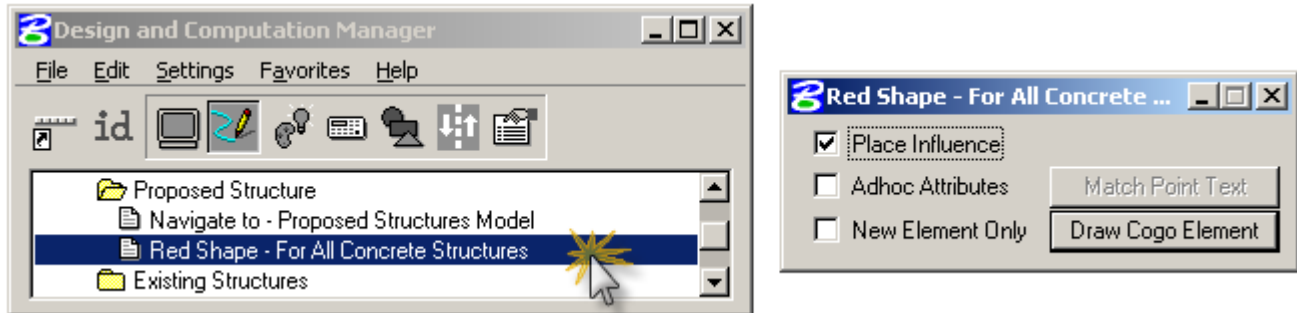 Design and Computation Manager
File Edit Settings Favorites Help
id
Proposed Structure
Navigate to - Proposed Structures Model
Red Shape - For All Concrete Structures
Existing Structures
Red Shape - For All Concrete ...
Place Influence
Adhoc Attributes Match Point Text
New Element Only Draw Cogo Element